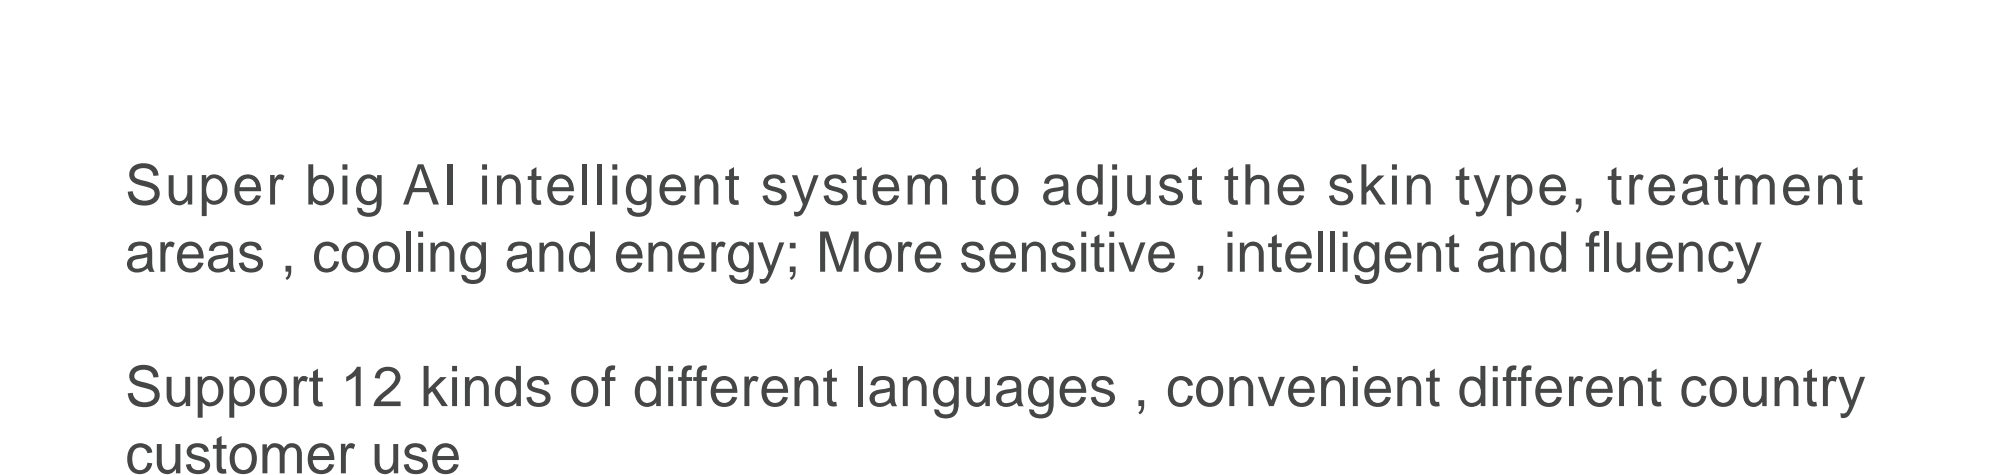 Super big AI intelligent system to adjust the skin type, treatment
areas , cooling and energy; More sensitive , intelligent and fluency
Support 12 kinds of different languages , convenient different country
customer use